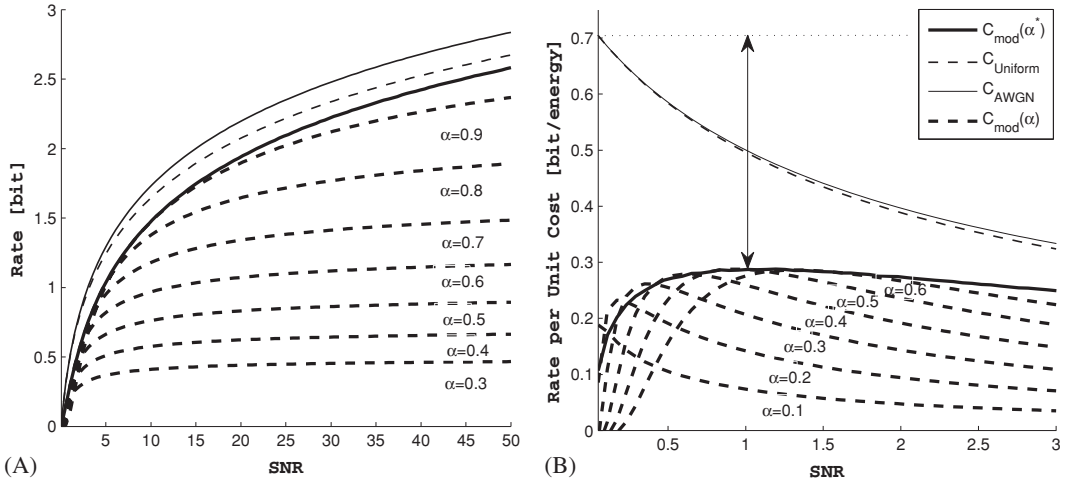 3
2.5
2
1.5
1
0.5
0
5 10 15 20 25 30 35 40 45 50
Rate [bit]
SNR
α=0.9
α=0.8
α=0.7
α=0.6
α=0.5
α=0.4
α=0.3
(A)
0.7
0.6
0.5
0.4
0.3
0.2
0.1
0
0.5 1 1.5 2 2.5 3
Rate per Unit Cost [bit/energy]
SNR
C_mod(α*)
C_Uniform
C_AWGN
C_mod(α)
α=0.6
α=0.5
α=0.4
α=0.3
α=0.2
α=0.1
(B)